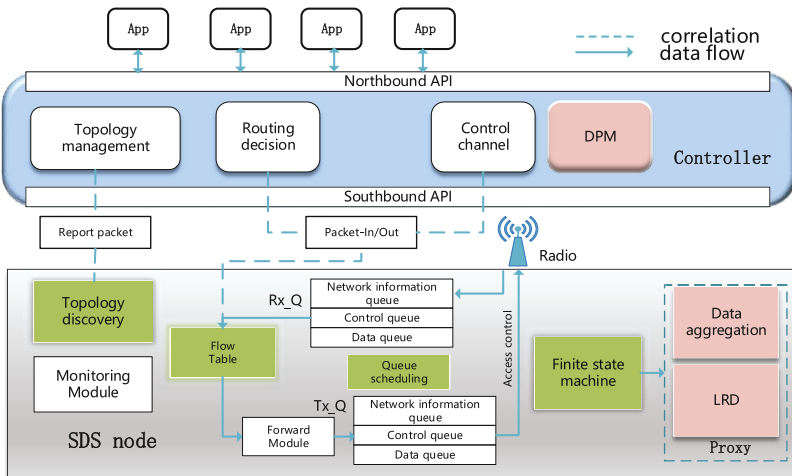 App
App
App
App
correlation
data flow
Northbound API
Topology
management
Routing
decision
Control
channel
DPM
Controller
Southbound API
Report packet
Packet-In/Out
Radio
Topology
discovery
Rx_Q
Network information
queue
Control queue
Data queue
Flow
Table
Monitoring
Module
Queue
scheduling
Access control
Finite state
machine
Data
aggregation
LRD
Proxy
Tx_Q
Network information
queue
Control queue
Data queue
Forward
Module
SDS node